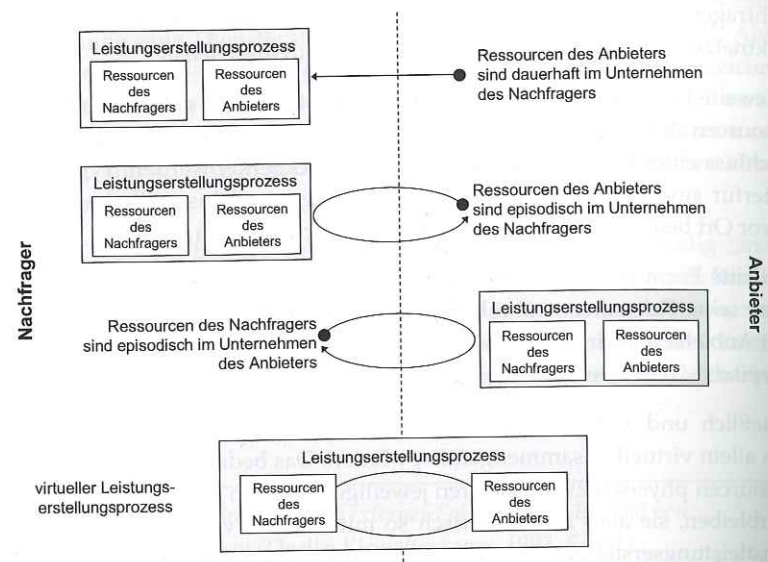 Leistungserstellungsprozess
Ressourcen
des
Nachfragers
Ressourcen
des
Anbieters
Ressourcen des Anbieters
sind dauerhaft im Unternehmen
des Nachfragers
Leistungserstellungsprozess
Ressourcen
des
Nachfragers
Ressourcen
des
Anbieters
Ressourcen des Anbieters
sind episodisch im Unternehmen
des Nachfragers
Nachfrager
Anbieter
Ressourcen des Nachfragers
sind episodisch im Unternehmen
des Anbieters
Leistungserstellungsprozess
Ressourcen
des
Nachfragers
Ressourcen
des
Anbieters
virtueller Leistungs-
erstellungsprozess
Leistungserstellungsprozess
Ressourcen
des
Nachfragers
Ressourcen
des
Anbieters